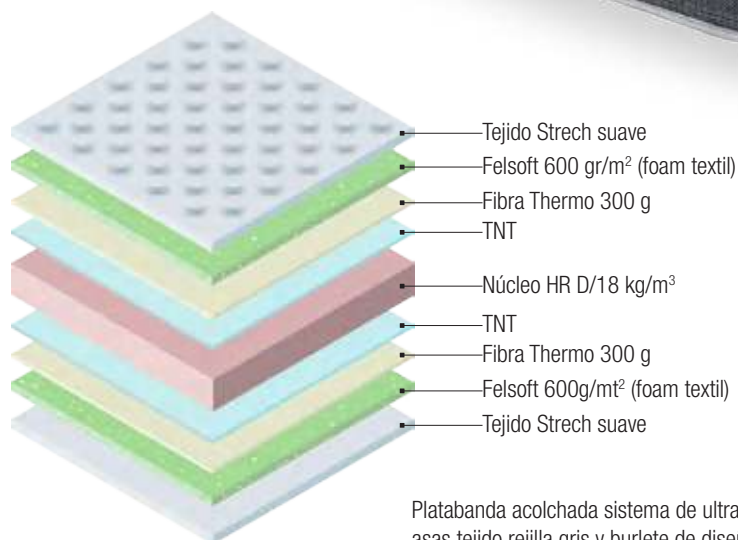 Tejido Strech suave
Felsoft 600 gr/m² (foam textil)
Fibra Thermo 300 g
TNT
Núcleo HR D/18 kg/m³
TNT
Fibra Thermo 300 g
Felsoft 600g/mt² (foam textil)
Tejido Strech suave
Platabanda acolchada sistema de ultra
asas tejido rejilla gris y burlete de